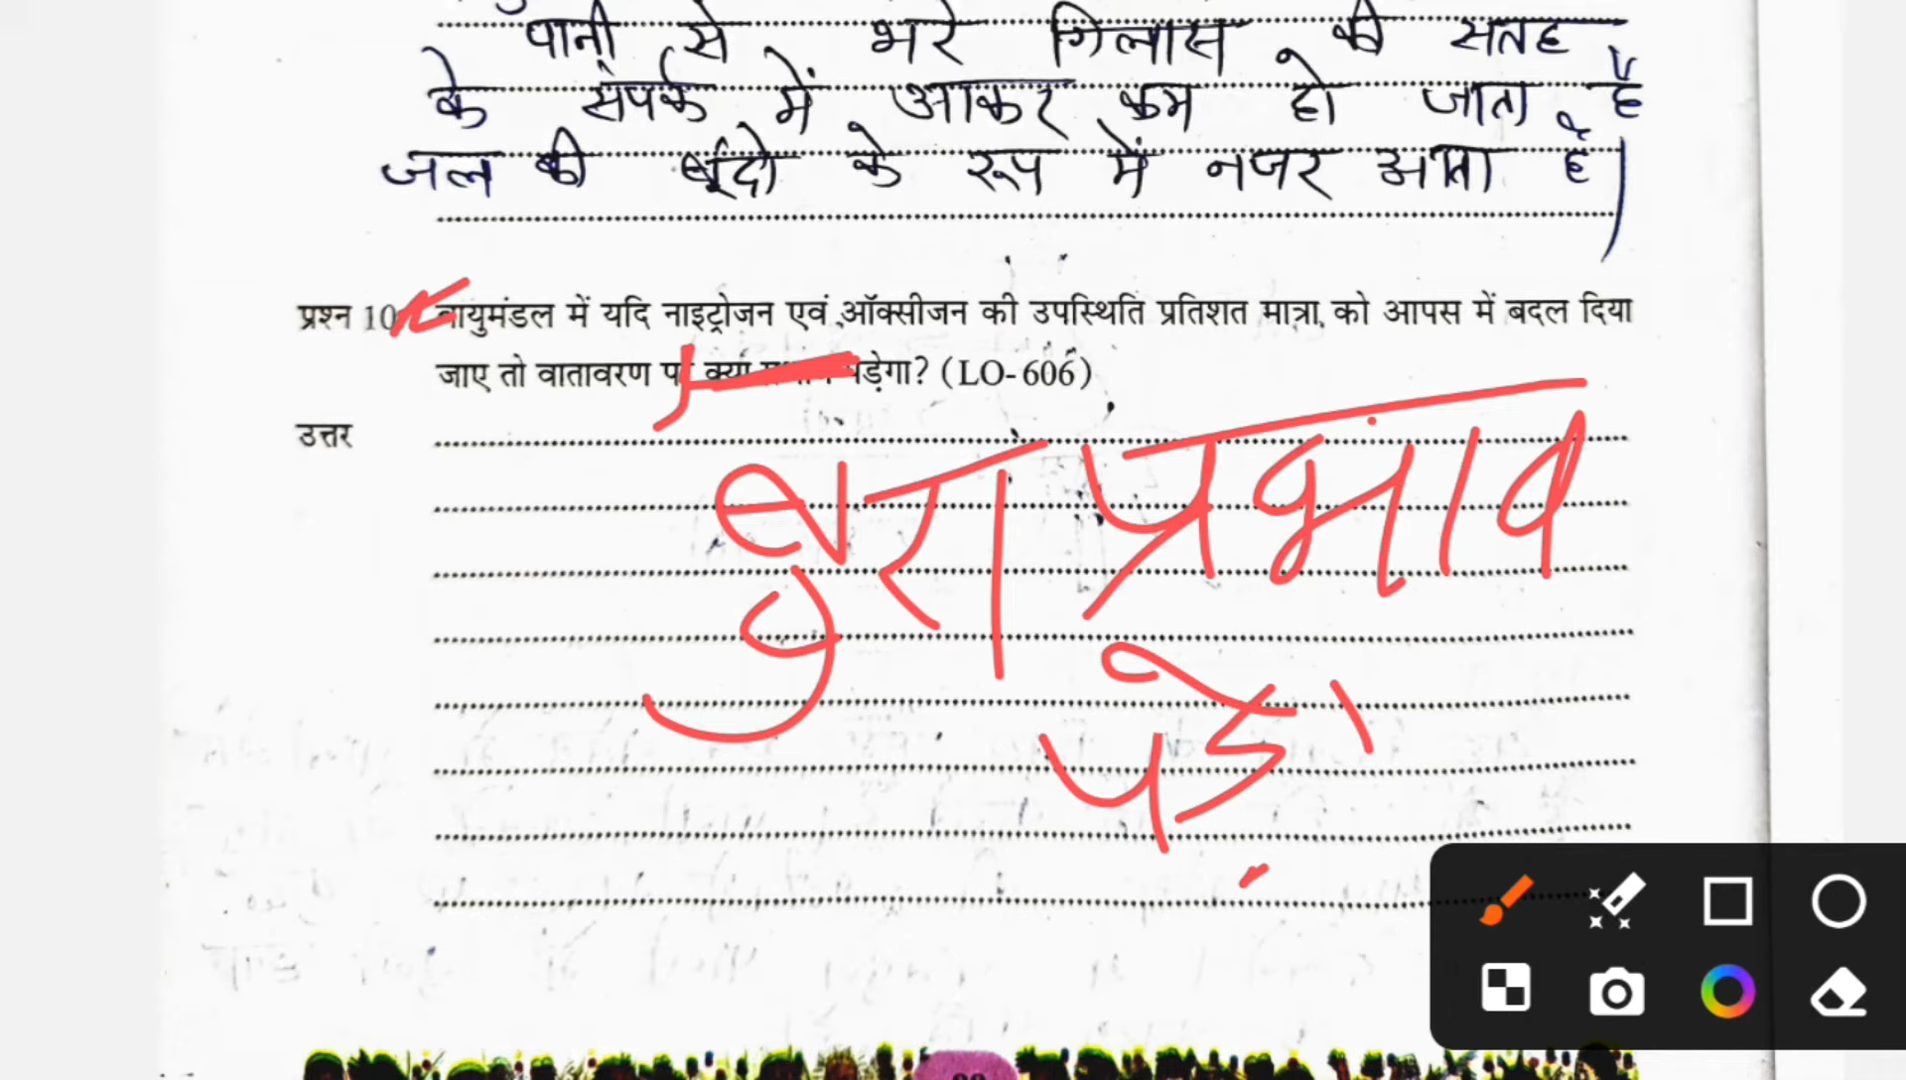 पानी से भरे गिलास की सतह
के संपर्क में आकर कम हो जाता है
जल की बूंदो के रूप में नजर आता है।
प्रश्न 10 वायुमंडल में यदि नाइट्रोजन एवं ऑक्सीजन की उपस्थिति प्रतिशत मात्रा को आपस में बदल दिया
जाए तो वातावरण पर क्या प्रभाव पड़ेगा? (LO-606)
उत्तर
बुरा प्रभाव
पड़े